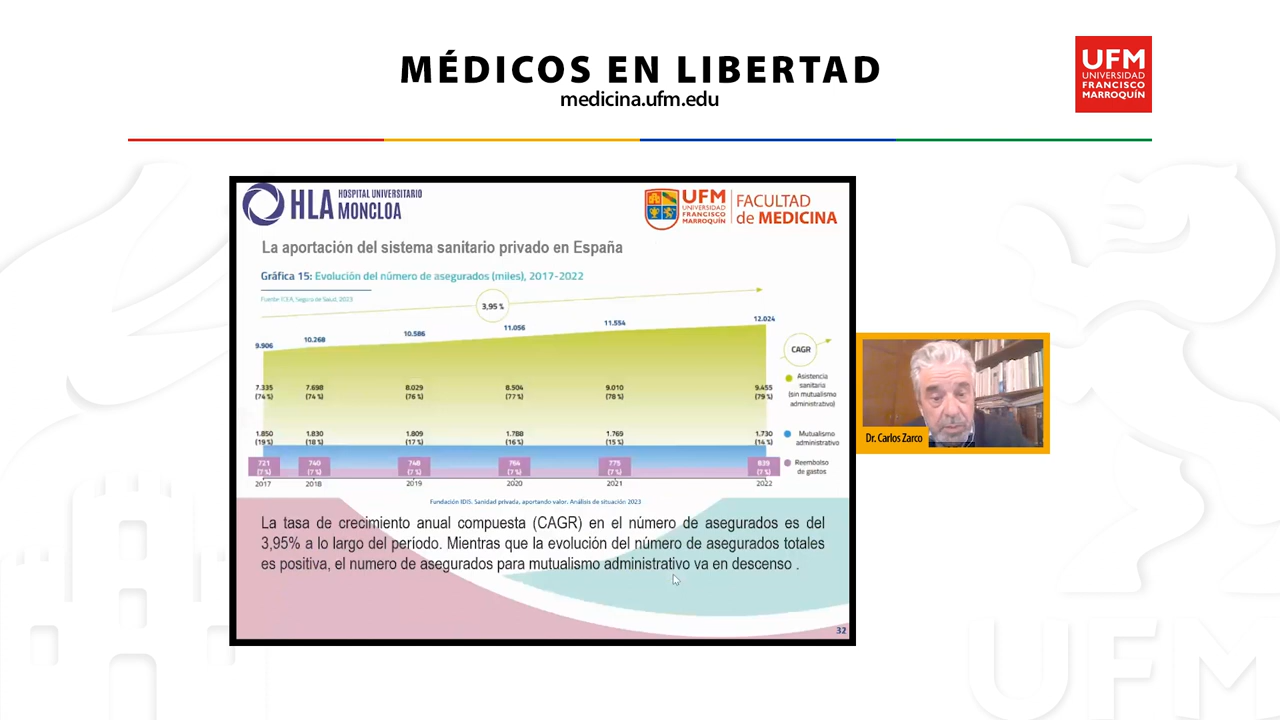 MÉDICOS EN LIBERTAD
medicina.ufm.edu
UFM
UNIVERSIDAD
FRANCISCO
MARROQUÍN
HLA
HOSPITAL UNIVERSITARIO
MONCLOA
UFM
UNIVERSIDAD
FRANCISCO
MARROQUÍN
FACULTAD
de MEDICINA
La aportación del sistema sanitario privado en España
Gráfica 15: Evolución del número de asegurados (miles), 2017-2022
Fuente: ICEA, Seguro de Salud, 2023
3,95 %
9.906 10.268 10.586 11.056 11.554 12.024
CAGR
7.335 7.698 8.029 8.504 9.010 9.455
(74 %) (74 %) (76 %) (77 %) (78 %) (79 %)
Asistencia
sanitaria
(sin mutualismo
administrativo)
1.850 1.830 1.809 1.788 1.769 1.730
(19 %) (18 %) (17 %) (16 %) (15 %) (14 %)
Mutualismo
administrativo
721 740 748 764 775 839
(7 %) (7 %) (7 %) (7 %) (7 %) (7 %)
Reembolso
de gastos
2017 2018 2019 2020 2021 2022
Fundación IDIS. Sanidad privada, aportando valor. Análisis de situación 2023
La tasa de crecimiento anual compuesta (CAGR) en el número de asegurados es del
3,95% a lo largo del período. Mientras que la evolución del número de asegurados totales
es positiva, el numero de asegurados para mutualismo administrativo va en descenso .
32
Dr. Carlos Zarco
UFM